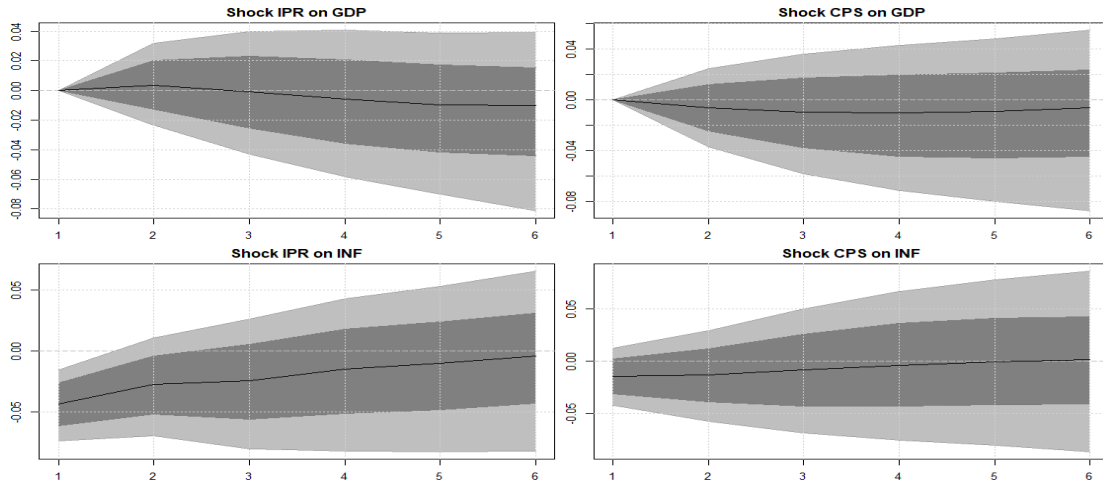 Shock IPR on GDP
0.04
0.02
0.00
-0.02
-0.04
-0.06
-0.08
1 2 3 4 5 6
Shock CPS on GDP
0.04
0.00
-0.04
-0.08
1 2 3 4 5 6
Shock IPR on INF
0.05
0.00
-0.05
1 2 3 4 5 6
Shock CPS on INF
0.05
0.00
-0.05
1 2 3 4 5 6